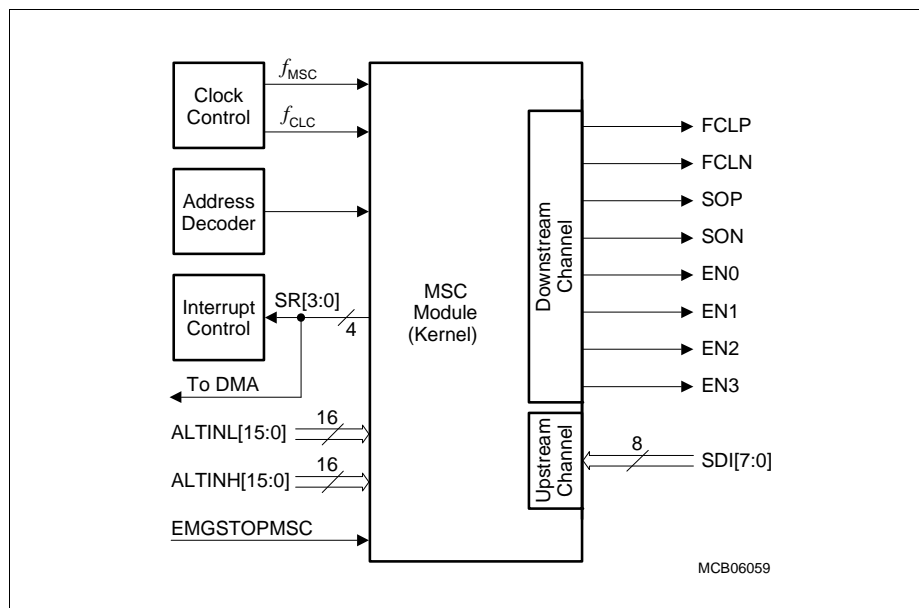 Clock
Control
fMSC
fCLC
Address
Decoder
Interrupt
Control
SR[3:0]
4
To DMA
ALTINL[15:0]
16
ALTINH[15:0]
16
EMGSTOPMSC
MSC
Module
(Kernel)
Downstream
Channel
Upstream
Channel
FCLP
FCLN
SOP
SON
EN0
EN1
EN2
EN3
8
SDI[7:0]
MCB06059